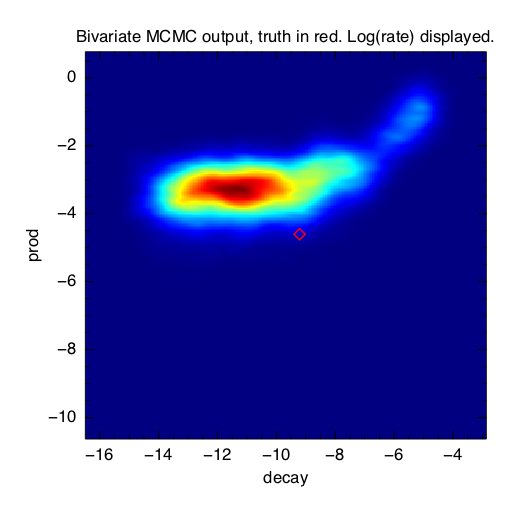 Bivariate MCMC output, truth in red. Log(rate) displayed.
0
−2
−4
−6
−8
−10
prod
−16 −14 −12 −10 −8 −6 −4
decay